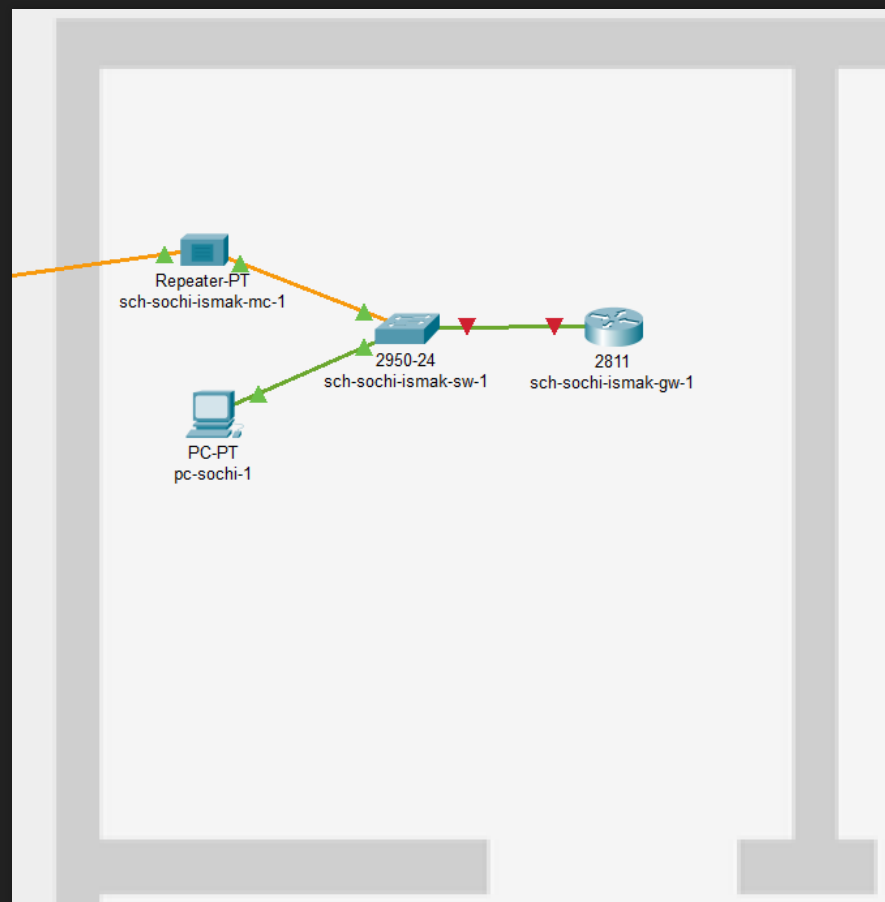 Repeater-PT
sch-sochi-ismak-mc-1
2950-24
sch-sochi-ismak-sw-1
2811
sch-sochi-ismak-gw-1
PC-PT
pc-sochi-1